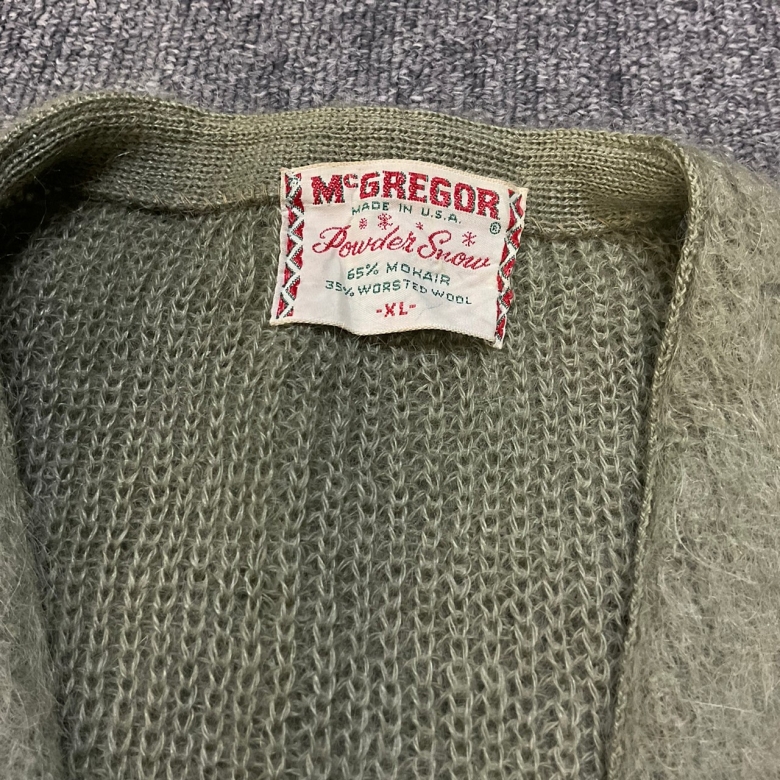 McGREGOR
MADE IN U.S.A.
®
Powder Snow
65% MOHAIR
35% WORSTED WOOL
-XL-